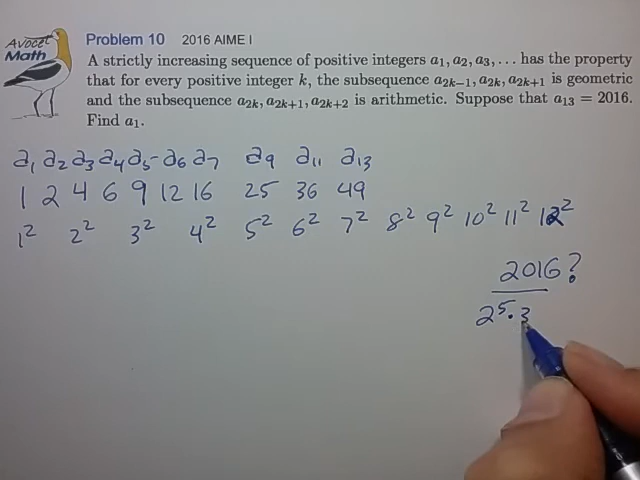 Avocet
Math
Problem 10 2016 AIME I
A strictly increasing sequence of positive integers a₁, a₂, a₃, … has the property
that for every positive integer k, the subsequence a₂ₖ₋₁, a₂ₖ, a₂ₖ₊₁ is geometric
and the subsequence a₂ₖ, a₂ₖ₊₁, a₂ₖ₊₂ is arithmetic. Suppose that a₁₃ = 2016.
Find a₁.
a₁ a₂ a₃ a₄ a₅ a₆ a₇ a₉ a₁₁ a₁₃
1 2 4 6 9 12 16 25 36 49
1² 2² 3² 4² 5² 6² 7² 8² 9² 10² 11² 12²
2016?
2⁵·3